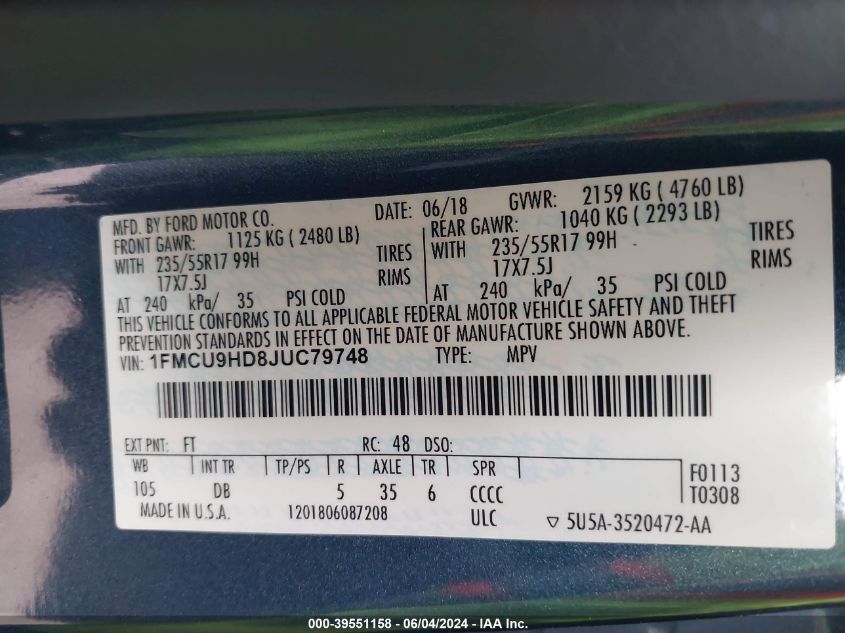 MFD. BY FORD MOTOR CO. DATE: 06/18 GVWR: 2159 KG ( 4760 LB)
FRONT GAWR: 1125 KG ( 2480 LB) REAR GAWR: 1040 KG ( 2293 LB)
WITH 235/55R17 99H TIRES WITH 235/55R17 99H TIRES
17X7.5J RIMS 17X7.5J RIMS
AT 240 kPa/ 35 PSI COLD AT 240 kPa/ 35 PSI COLD
THIS VEHICLE CONFORMS TO ALL APPLICABLE FEDERAL MOTOR VEHICLE SAFETY AND THEFT
PREVENTION STANDARDS IN EFFECT ON THE DATE OF MANUFACTURE SHOWN ABOVE.
VIN: 1FMCU9HD8JUC79748 TYPE: MPV
EXT PNT: FT RC: 48 DSO:
WB INT TR TP/PS R AXLE TR SPR F0113
105 DB 5 35 6 CCCC T0308
MADE IN U.S.A. 1201806087208 ULC 5U5A-3520472-AA
000-39551158 - 06/04/2024 - IAA Inc.